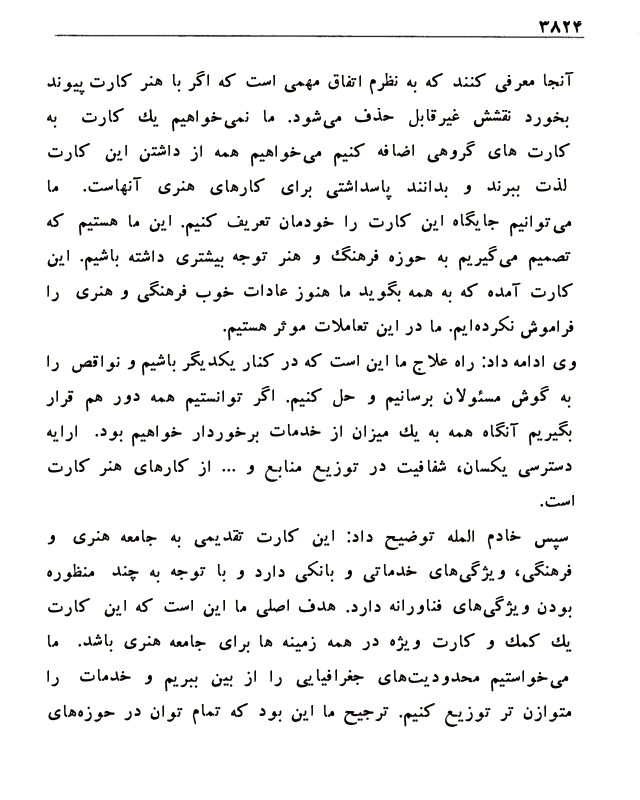 ۳۸۲۴
آنجا معرفی کنند که به نظرم اتفاق مهمی است که اگر با هنر کارت پیوند
بخورد نقشش غیرقابل حذف می‌شود. ما نمی‌خواهیم یك کارت به
کارت های گروهی اضافه کنیم می‌خواهیم همه از داشتن این کارت
لذت ببرند و بدانند پاسداشتی برای کارهای هنری آنهاست. ما
می‌توانیم جایگاه این کارت را خودمان تعریف کنیم. این ما هستیم که
تصمیم می‌گیریم به حوزه فرهنگ و هنر توجه بیشتری داشته باشیم. این
کارت آمده که به همه بگوید ما هنوز عادات خوب فرهنگی و هنری را
فراموش نکرده‌ایم. ما در این تعاملات موثر هستیم.
وی ادامه داد: راه علاج ما این است که در کنار یکدیگر باشیم و نواقص را
به گوش مسئولان برسانیم و حل کنیم. اگر توانستیم همه دور هم قرار
بگیریم آنگاه همه به یك میزان از خدمات برخوردار خواهیم بود. ارایه
دسترسی یکسان، شفافیت در توزیع منابع و ... از کارهای هنر کارت
است.
سپس خادم المله توضیح داد: این کارت تقدیمی به جامعه هنری و
فرهنگی، ویژگی‌های خدماتی و بانکی دارد و با توجه به چند منظوره
بودن ویژگی‌های فناورانه دارد. هدف اصلی ما این است که این کارت
یك کمك و کارت ویژه در همه زمینه ها برای جامعه هنری باشد. ما
می‌خواستیم محدودیت‌های جغرافیایی را از بین ببریم و خدمات را
متوازن تر توزیع کنیم. ترجیح ما این بود که تمام توان در حوزه‌های